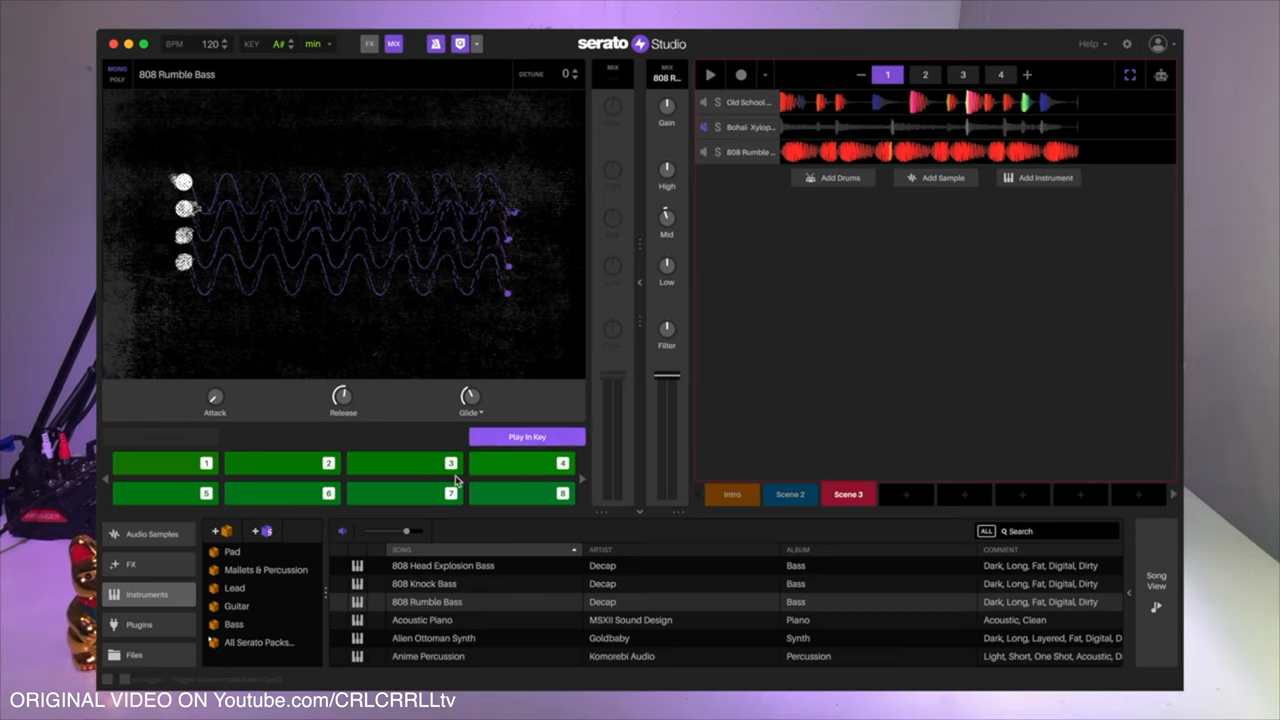 BPM 120 KEY A# min FX MIX serato Studio Help
MONO
POLY
808 Rumble Bass DETUNE 0
MIX
MIX
808 R...
Gain
High
Mid
Low
Filter
1 2 3 4
Old School ...
Bohal- Xylop...
808 Rumble ...
Add Drums Add Sample Add Instrument
Attack Release Glide
Play In Key
1 2 3 4
5 6 7 8
Intro Scene 2 Scene 3
Audio Samples
FX
Instruments
Plugins
Files
Pad
Mallets & Percussion
Lead
Guitar
Bass
All Serato Packs...
ALL Search
SONG ARTIST ALBUM COMMENT
808 Head Explosion Bass Decap Bass Dark, Long, Fat, Digital, Dirty
808 Knock Bass Decap Bass Dark, Long, Fat, Digital, Dirty
808 Rumble Bass Decap Bass Dark, Long, Fat, Digital, Dirty
Acoustic Piano MSXII Sound Design Piano Acoustic, Clean
Alien Ottoman Synth Goldbaby Synth Dark, Long, Layered, Fat, Digital, D
Anime Percussion Komorebi Audio Percussion Light, Short, One Shot, Acoustic, D
Song
View
ORIGINAL VIDEO ON Youtube.com/CRLCRRLLtv